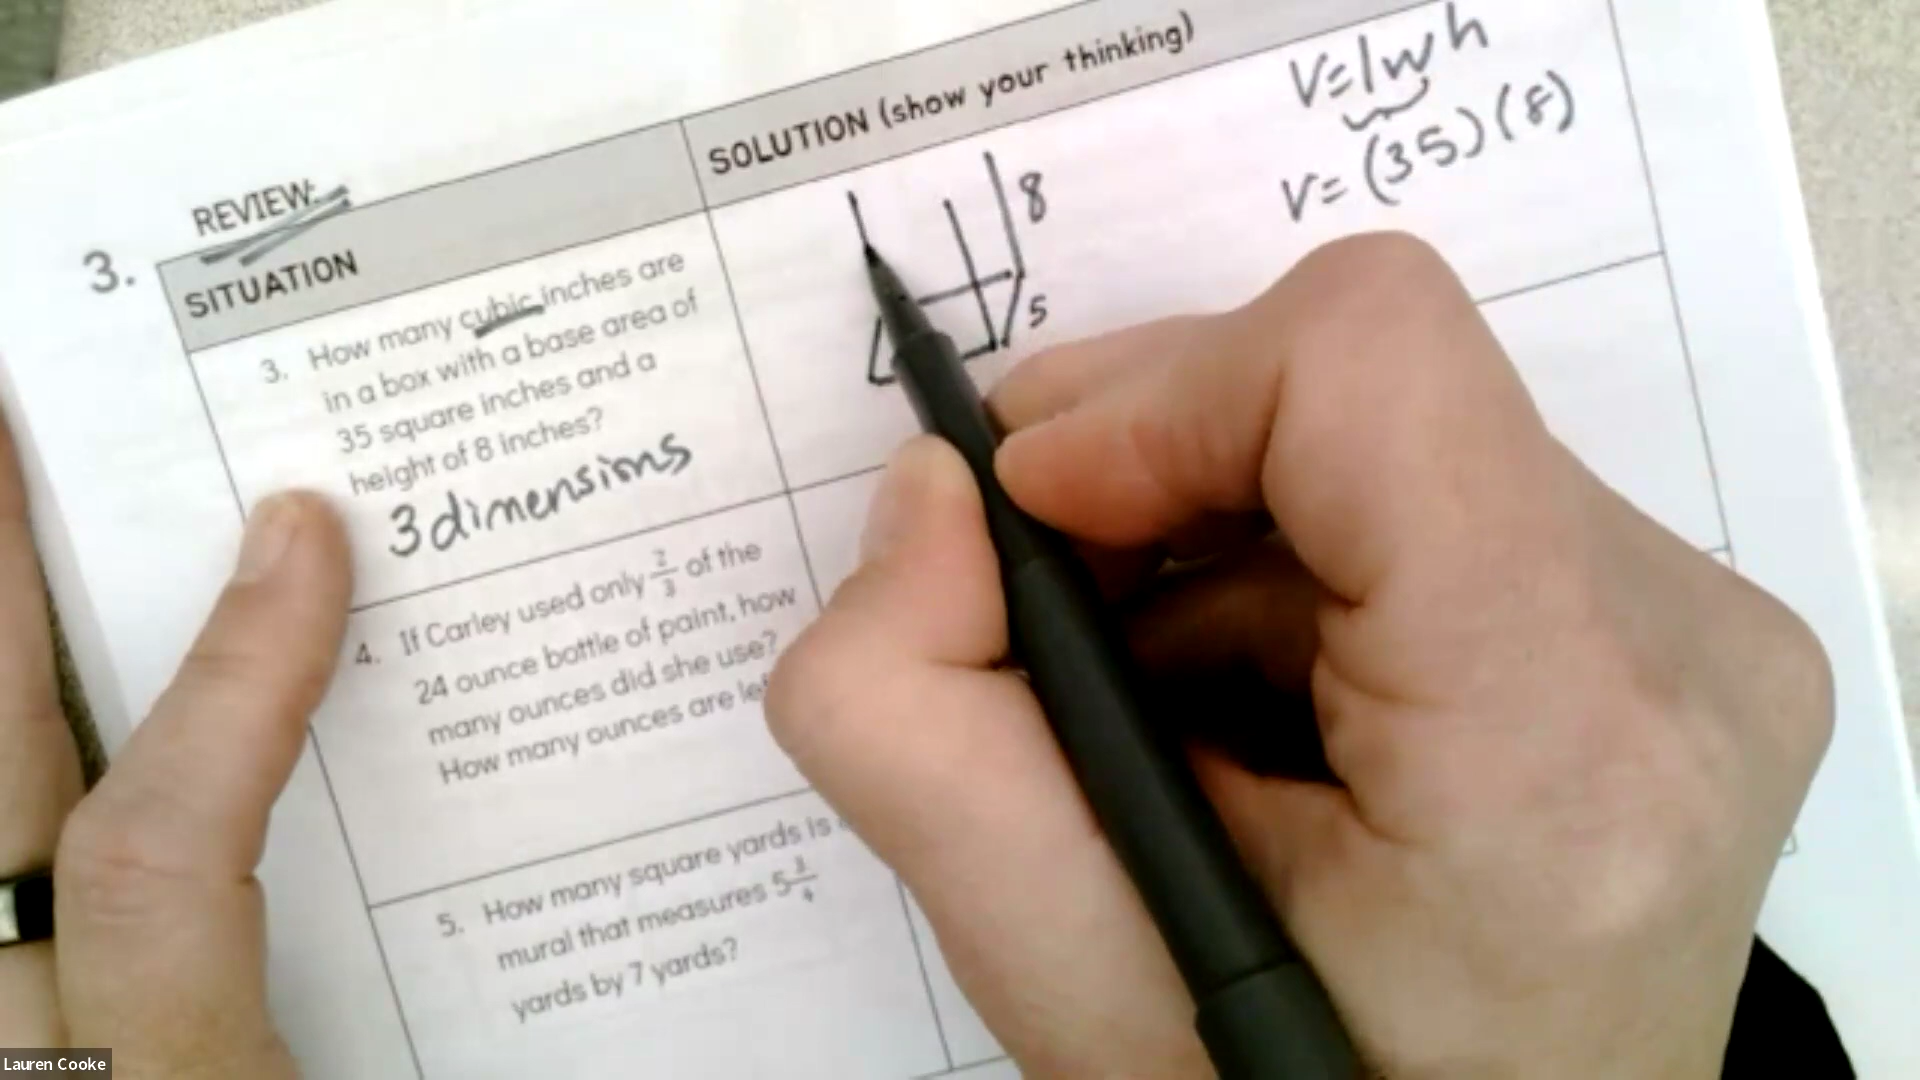 REVIEW:
3.
SITUATION
SOLUTION (show your thinking)
3. How many cubic inches are
in a box with a base area of
35 square inches and a
height of 8 inches?
3 dimensions
8
5
V=lwh
V=(35)(8)
4. If Carley used only 2/3 of the
24 ounce bottle of paint, how
many ounces did she use?
How many ounces are
5. How many square yards is
mural that measures 5 3/4
yards by 7 yards?
Lauren Cooke